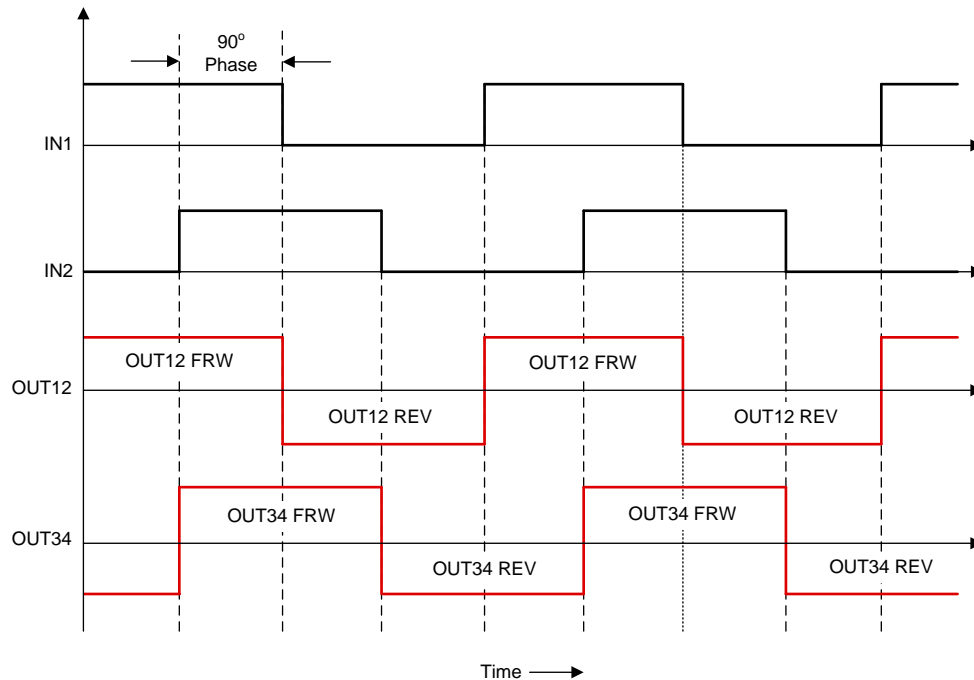 90o
Phase
IN1
IN2
OUT12 FRW
OUT12 FRW
OUT12
OUT12 REV
OUT12 REV
OUT34 FRW
OUT34 FRW
OUT34
OUT34 REV
OUT34 REV
Time